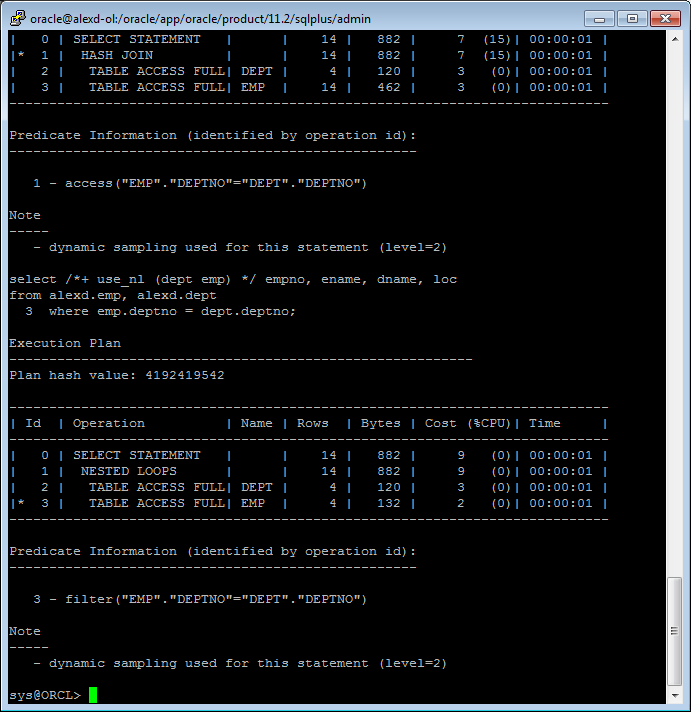 oracle@alexd-ol:/oracle/app/oracle/product/11.2/sqlplus/admin
|   0 | SELECT STATEMENT   |      |    14 |   882 |     7  (15)| 00:00:01 |
|*  1 |  HASH JOIN         |      |    14 |   882 |     7  (15)| 00:00:01 |
|   2 |   TABLE ACCESS FULL| DEPT |     4 |   120 |     3   (0)| 00:00:01 |
|   3 |   TABLE ACCESS FULL| EMP  |    14 |   462 |     3   (0)| 00:00:01 |
---------------------------------------------------------------------------
Predicate Information (identified by operation id):
---------------------------------------------------
   1 - access("EMP"."DEPTNO"="DEPT"."DEPTNO")
Note
-----
   - dynamic sampling used for this statement (level=2)
select /*+ use_nl (dept emp) */ empno, ename, dname, loc
from alexd.emp, alexd.dept
  3  where emp.deptno = dept.deptno;
Execution Plan
----------------------------------------------------------
Plan hash value: 4192419542
---------------------------------------------------------------------------
| Id  | Operation          | Name | Rows  | Bytes | Cost (%CPU)| Time     |
---------------------------------------------------------------------------
|   0 | SELECT STATEMENT   |      |    14 |   882 |     9   (0)| 00:00:01 |
|   1 |  NESTED LOOPS      |      |    14 |   882 |     9   (0)| 00:00:01 |
|   2 |   TABLE ACCESS FULL| DEPT |     4 |   120 |     3   (0)| 00:00:01 |
|*  3 |   TABLE ACCESS FULL| EMP  |     4 |   132 |     2   (0)| 00:00:01 |
---------------------------------------------------------------------------
Predicate Information (identified by operation id):
---------------------------------------------------
   3 - filter("EMP"."DEPTNO"="DEPT"."DEPTNO")
Note
-----
   - dynamic sampling used for this statement (level=2)
sys@ORCL>